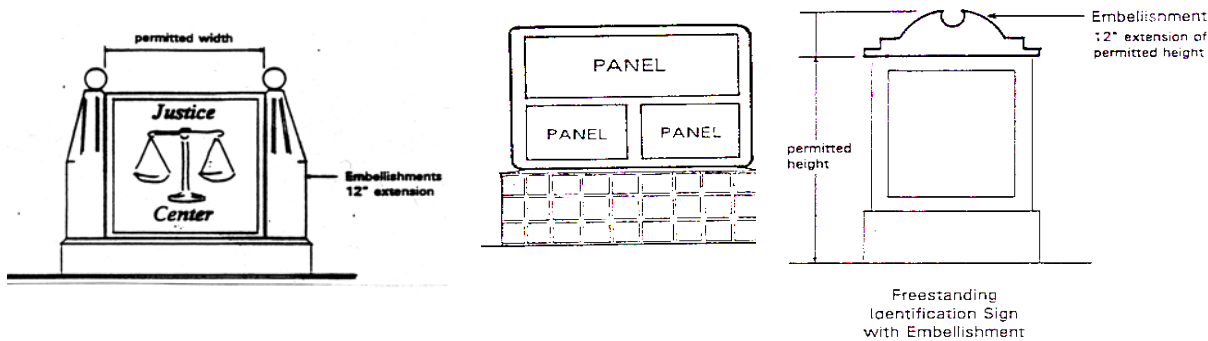 permitted width
Justice
Center
Embellishments
12" extension
PANEL
PANEL
PANEL
Embellishment
12" extension of
permitted height
permitted
height
Freestanding
Identification Sign
with Embellishment